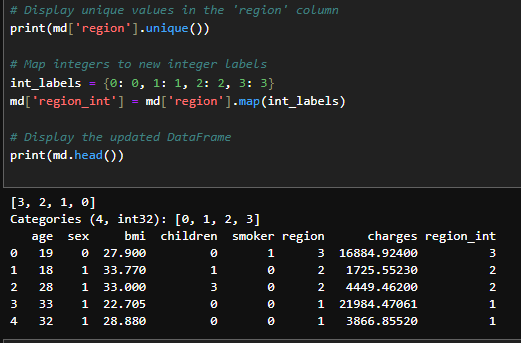 # Display unique values in the 'region' column
print(md['region'].unique())
# Map integers to new integer labels
int_labels = {0: 0, 1: 1, 2: 2, 3: 3}
md['region_int'] = md['region'].map(int_labels)
# Display the updated DataFrame
print(md.head())
[3, 2, 1, 0]
Categories (4, int32): [0, 1, 2, 3]
age sex bmi children smoker region charges region_int
0 19 0 27.900 0 1 3 16884.92400 3
1 18 1 33.770 1 0 2 1725.55230 2
2 28 1 33.000 3 0 2 4449.46200 2
3 33 1 22.705 0 0 1 21984.47061 1
4 32 1 28.880 0 0 1 3866.85520 1